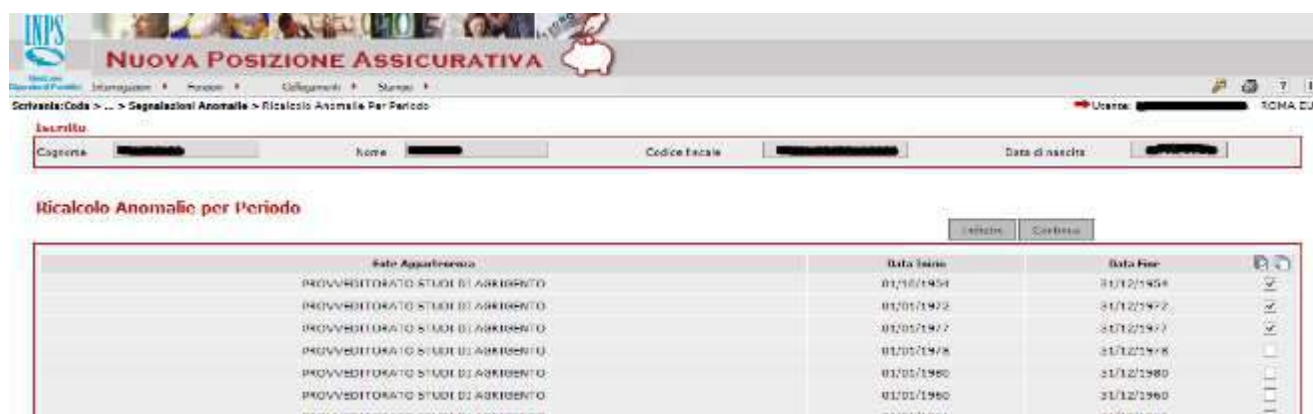 INPS
NUOVA POSIZIONE ASSICURATIVA
Interrogazioni Funzioni Collegamenti Stampe ?
Scrivania:Coda > ... > Segnalazioni Anomalie > Ricalcolo Anomalie Per Periodo Utente: ROMA EU
Iscritto
Cognome Nome Codice fiscale Data di nascita
Ricalcolo Anomalie per Periodo
Indietro Continua
Ente Appartenenza Data Inizio Data Fine
PROVVEDITORATO STUDI DI AGRIGENTO 01/10/1954 31/12/1954
PROVVEDITORATO STUDI DI AGRIGENTO 01/01/1972 31/12/1972
PROVVEDITORATO STUDI DI AGRIGENTO 01/01/1977 31/12/1977
PROVVEDITORATO STUDI DI AGRIGENTO 01/01/1978 31/12/1978
PROVVEDITORATO STUDI DI AGRIGENTO 01/01/1980 31/12/1980
PROVVEDITORATO STUDI DI AGRIGENTO 01/01/1960 31/12/1960